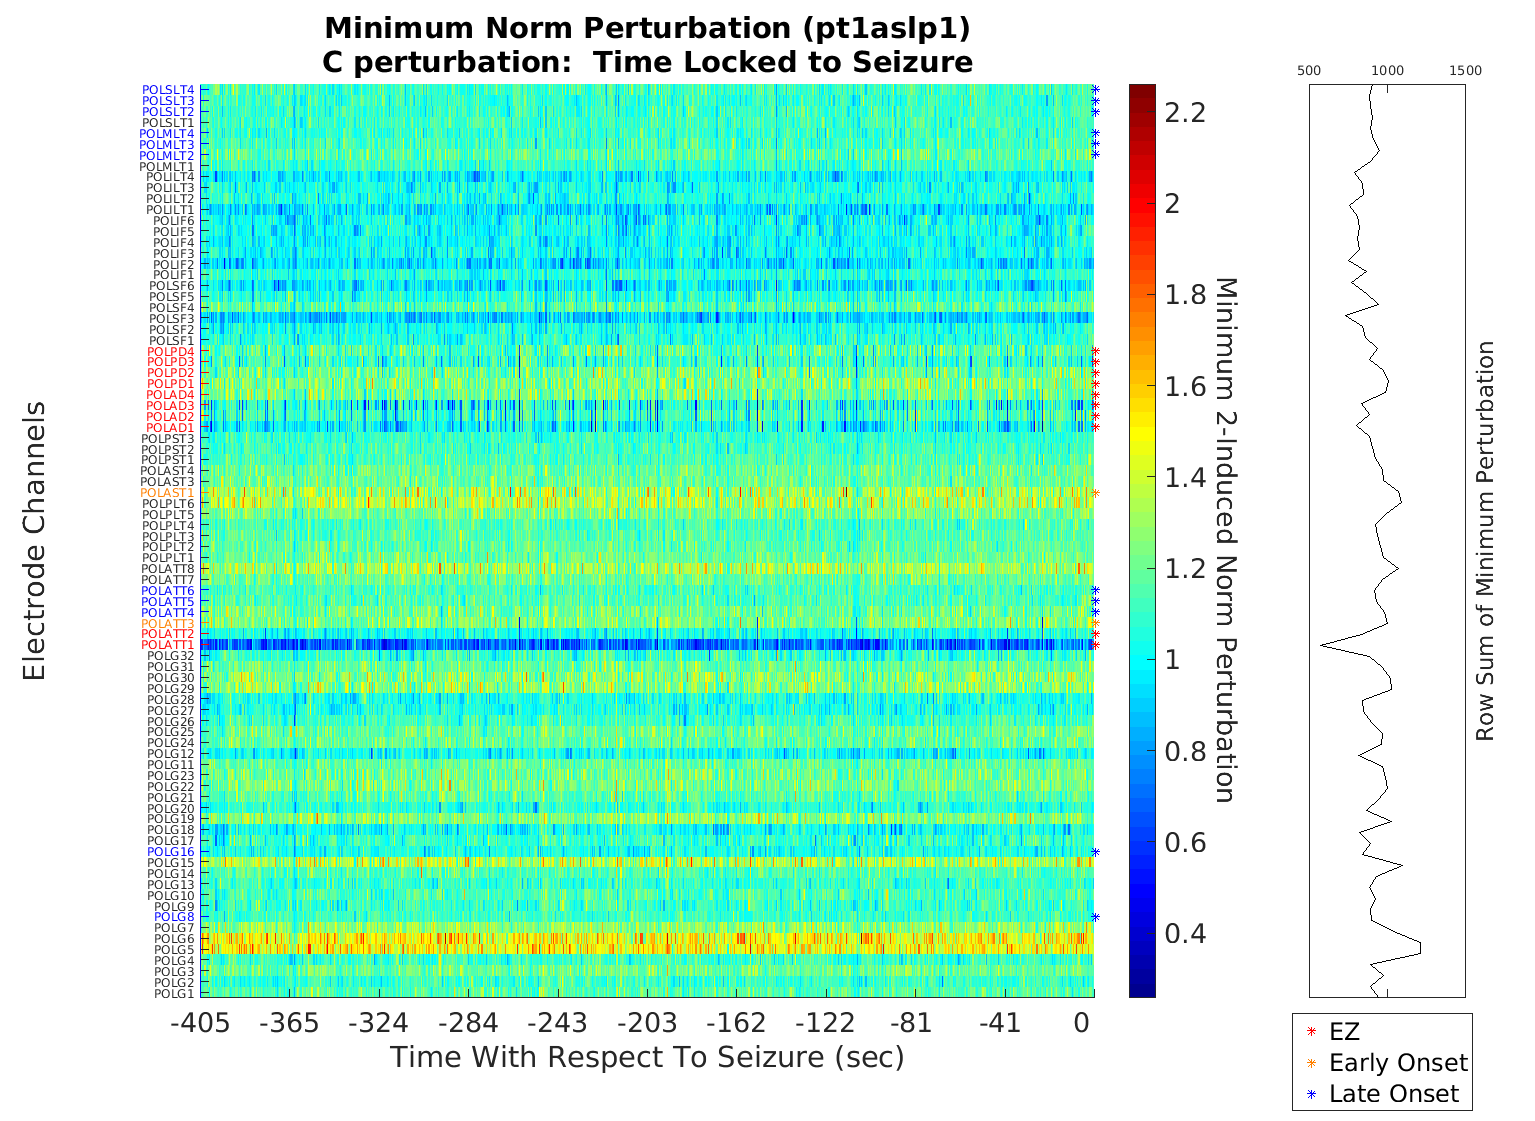 Minimum Norm Perturbation (pt1aslp1)
C perturbation:  Time Locked to Seizure
Electrode Channels
POLSLT4
POLSLT3
POLSLT2
POLSLT1
POLMLT4
POLMLT3
POLMLT2
POLMLT1
POLILT4
POLILT3
POLILT2
POLILT1
POLIF6
POLIF5
POLIF4
POLIF3
POLIF2
POLIF1
POLSF6
POLSF5
POLSF4
POLSF3
POLSF2
POLSF1
POLPD4
POLPD3
POLPD2
POLPD1
POLAD4
POLAD3
POLAD2
POLAD1
POLPST3
POLPST2
POLPST1
POLAST4
POLAST3
POLAST1
POLPLT6
POLPLT5
POLPLT4
POLPLT3
POLPLT2
POLPLT1
POLATT8
POLATT7
POLATT6
POLATT5
POLATT4
POLATT3
POLATT2
POLATT1
POLG32
POLG31
POLG30
POLG29
POLG28
POLG27
POLG26
POLG25
POLG24
POLG12
POLG11
POLG23
POLG22
POLG21
POLG20
POLG19
POLG18
POLG17
POLG16
POLG15
POLG14
POLG13
POLG10
POLG9
POLG8
POLG7
POLG6
POLG5
POLG4
POLG3
POLG2
POLG1
-405 -365 -324 -284 -243 -203 -162 -122 -81 -41 0
Time With Respect To Seizure (sec)
2.2
2
1.8
1.6
1.4
1.2
1
0.8
0.6
0.4
Minimum 2-Induced Norm Perturbation
500 1000 1500
Row Sum of Minimum Perturbation
EZ
Early Onset
Late Onset